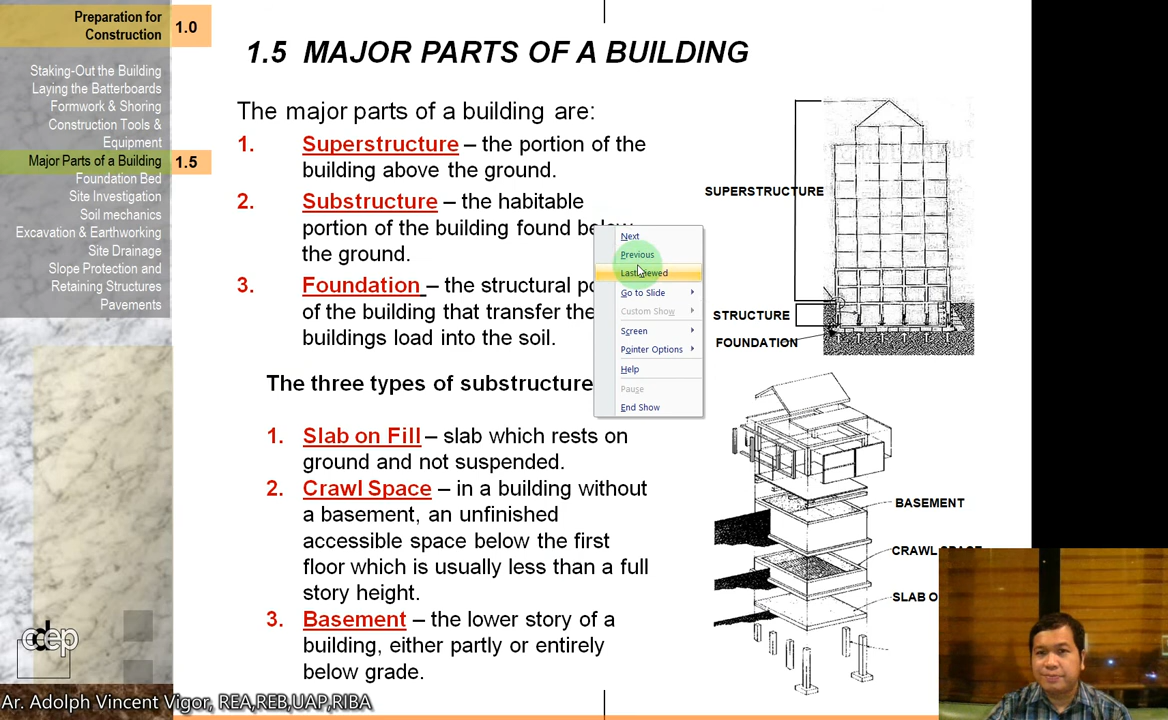 Preparation for
Construction
1.0
Staking-Out the Building
Laying the Batterboards
Formwork & Shoring
Construction Tools &
Equipment
Major Parts of a Building
1.5
Foundation Bed
Site Investigation
Soil mechanics
Excavation & Earthworking
Site Drainage
Slope Protection and
Retaining Structures
Pavements
1.5 MAJOR PARTS OF A BUILDING
The major parts of a building are:
1. Superstructure – the portion of the
building above the ground.
2. Substructure – the habitable
portion of the building found below
the ground.
3. Foundation – the structural
of the building that transfer the
buildings load into the soil.
The three types of substructure
1. Slab on Fill – slab which rests on
ground and not suspended.
2. Crawl Space – in a building without
a basement, an unfinished
accessible space below the first
floor which is usually less than a full
story height.
3. Basement – the lower story of a
building, either partly or entirely
below grade.
Next
Previous
Last Viewed
Go to Slide
Custom Show
Screen
Pointer Options
Help
Pause
End Show
SUPERSTRUCTURE
STRUCTURE
FOUNDATION
BASEMENT
CRAWL
SLAB O
cdep
Ar. Adolph Vincent Vigor, REA,REB,UAP,RIBA